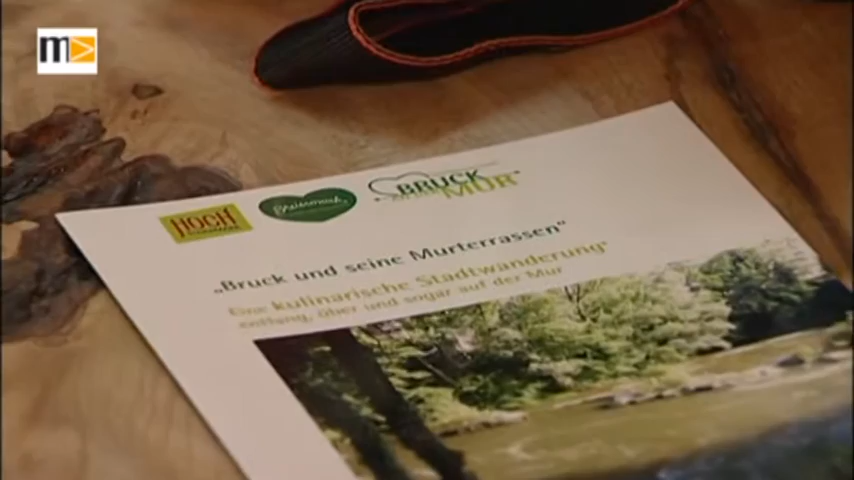 m
HOCH
BRUCK
MUR
„Bruck und seine Murterrassen"
Eine kulinarische Stadtwanderung
entlang, über und sogar auf der Mur